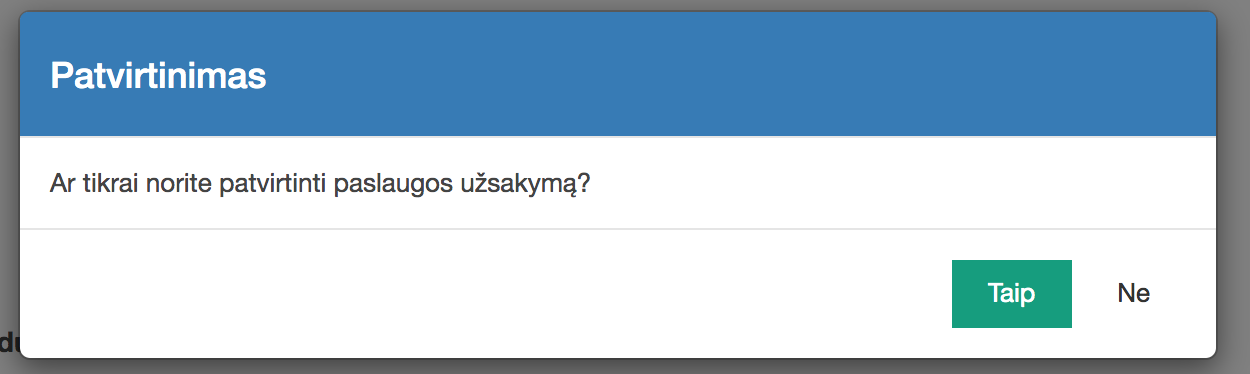 Patvirtinimas
Ar tikrai norite patvirtinti paslaugos užsakymą?
Taip
Ne